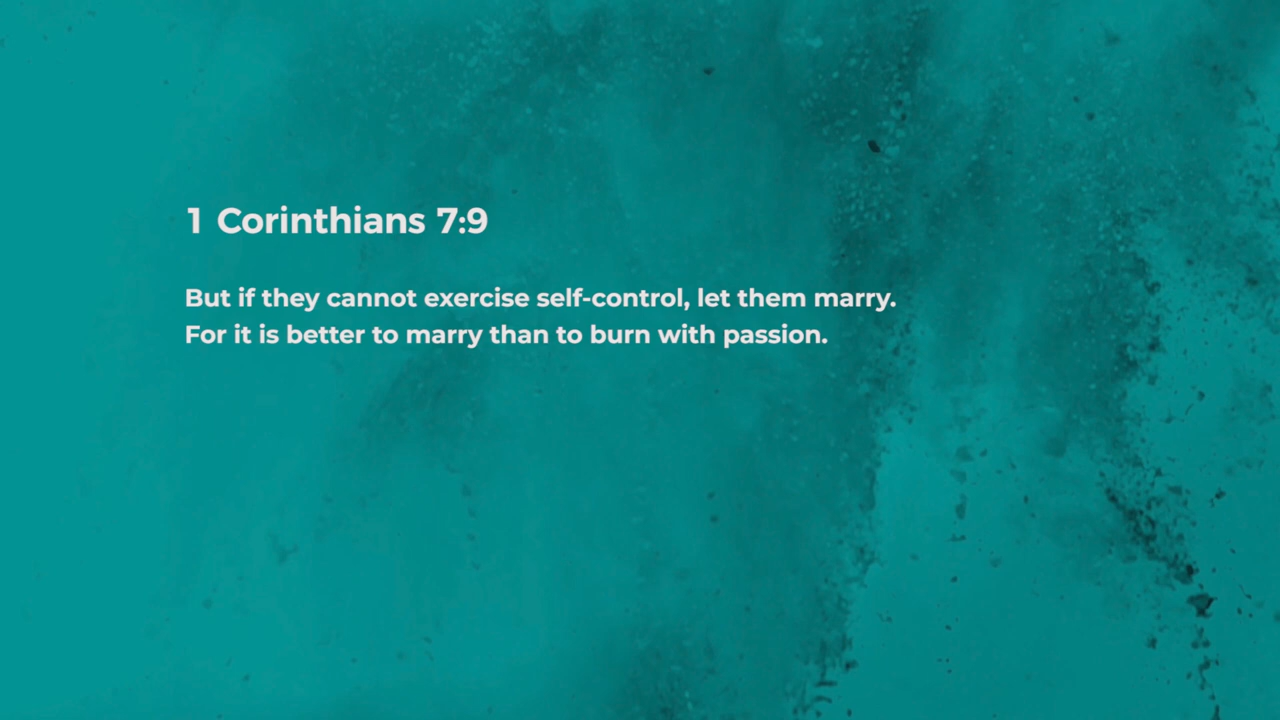 1 Corinthians 7:9
But if they cannot exercise self-control, let them marry.
For it is better to marry than to burn with passion.